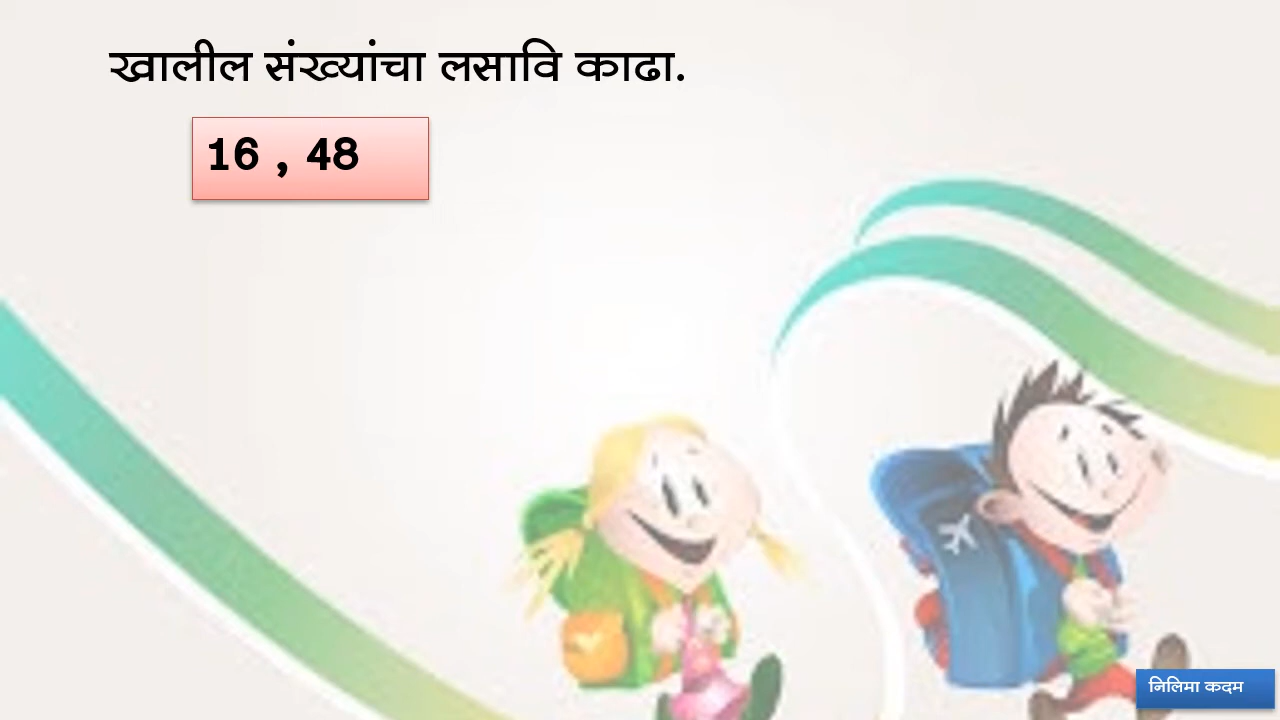 खालील संख्यांचा लसावि काढा.
16 , 48
निलिमा कदम